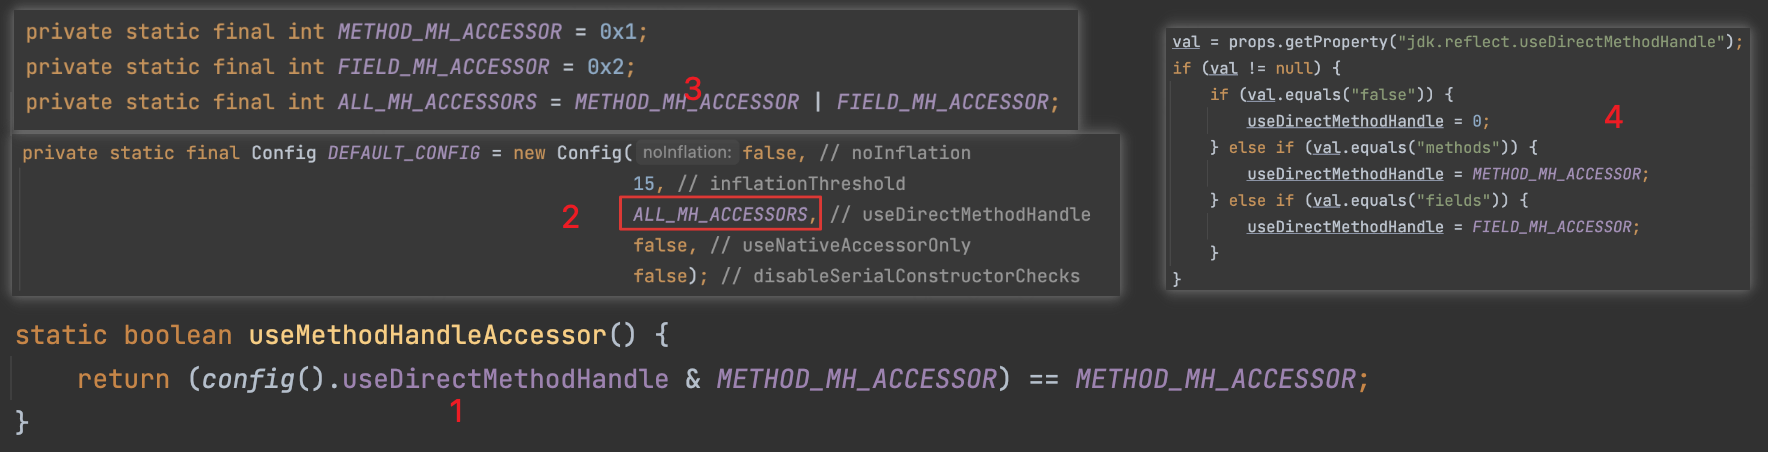 private static final int METHOD_MH_ACCESSOR = 0x1;
private static final int FIELD_MH_ACCESSOR = 0x2;
3
private static final int ALL_MH_ACCESSORS = METHOD_MH_ACCESSOR | FIELD_MH_ACCESSOR;
private static final Config DEFAULT_CONFIG = new Config( noInflation: false, // noInflation
15, // inflationThreshold
2
ALL_MH_ACCESSORS, // useDirectMethodHandle
false, // useNativeAccessorOnly
false); // disableSerialConstructorChecks
val = props.getProperty("jdk.reflect.useDirectMethodHandle");
if (val != null) {
if (val.equals("false")) {
useDirectMethodHandle = 0;
4
} else if (val.equals("methods")) {
useDirectMethodHandle = METHOD_MH_ACCESSOR;
} else if (val.equals("fields")) {
useDirectMethodHandle = FIELD_MH_ACCESSOR;
}
}
static boolean useMethodHandleAccessor() {
return (config().useDirectMethodHandle & METHOD_MH_ACCESSOR) == METHOD_MH_ACCESSOR;
1
}